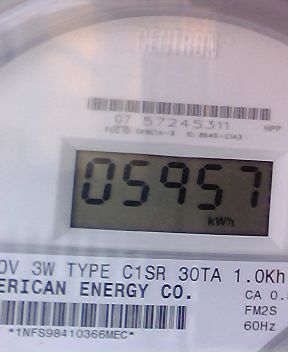 CENTRON
07 57245311
HPP
05957
kWh
0V 3W TYPE C1SR 30TA 1.0Kh
ERICAN ENERGY CO.
CA 0.
FM2S
60Hz
*1NFS98410366MEC*